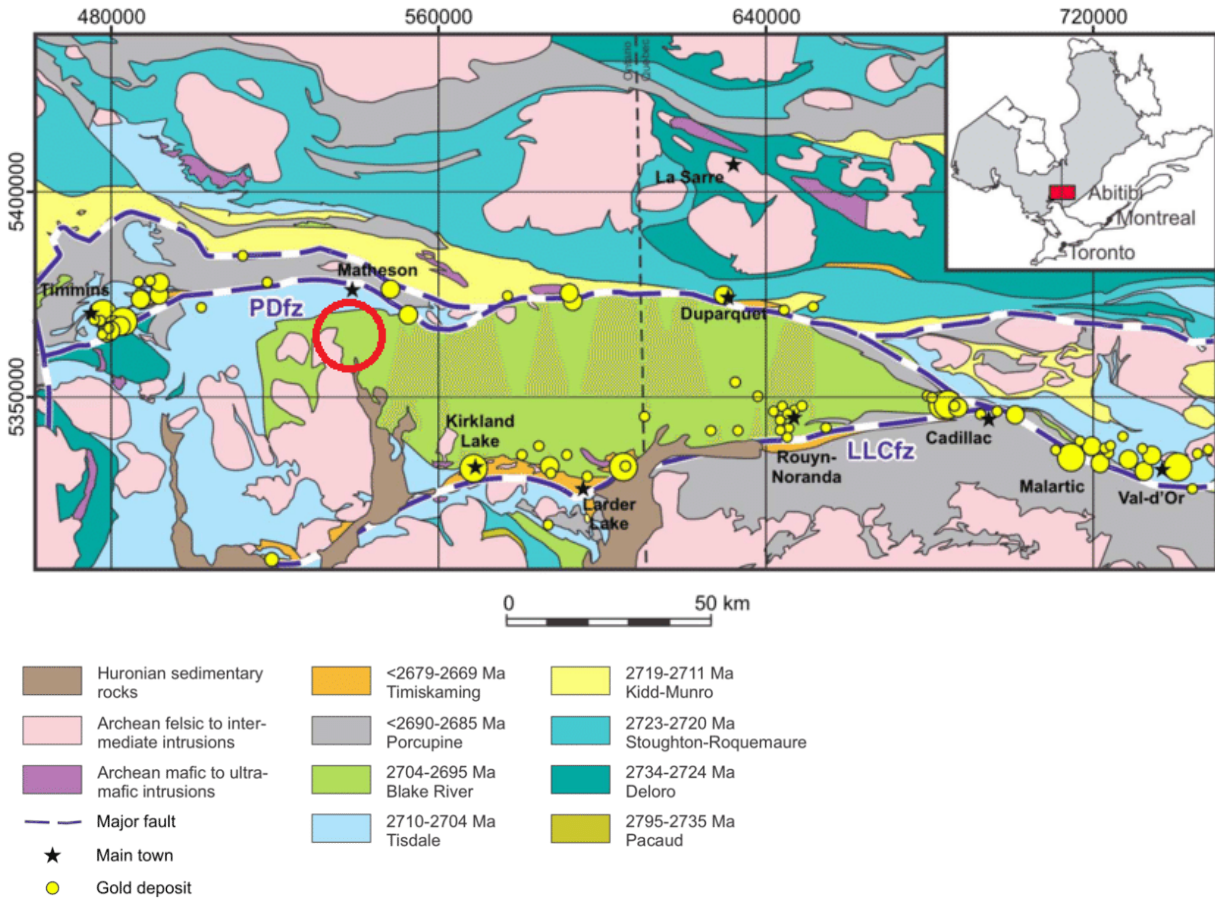 480000
560000
640000
720000
Ontario
Quebec
Abitibi
Montreal
Toronto
La Sarre
5400000
Matheson
Timmins
PDfz
Duparquet
5350000
Kirkland
Lake
Cadillac
LLCfz
Rouyn-
Noranda
Malartic
Val-d'Or
Larder
Lake
0
50 km
Huronian sedimentary
rocks
Archean felsic to inter-
mediate intrusions
Archean mafic to ultra-
mafic intrusions
Major fault
Main town
Gold deposit
<2679-2669 Ma
Timiskaming
<2690-2685 Ma
Porcupine
2704-2695 Ma
Blake River
2710-2704 Ma
Tisdale
2719-2711 Ma
Kidd-Munro
2723-2720 Ma
Stoughton-Roquemaure
2734-2724 Ma
Deloro
2795-2735 Ma
Pacaud